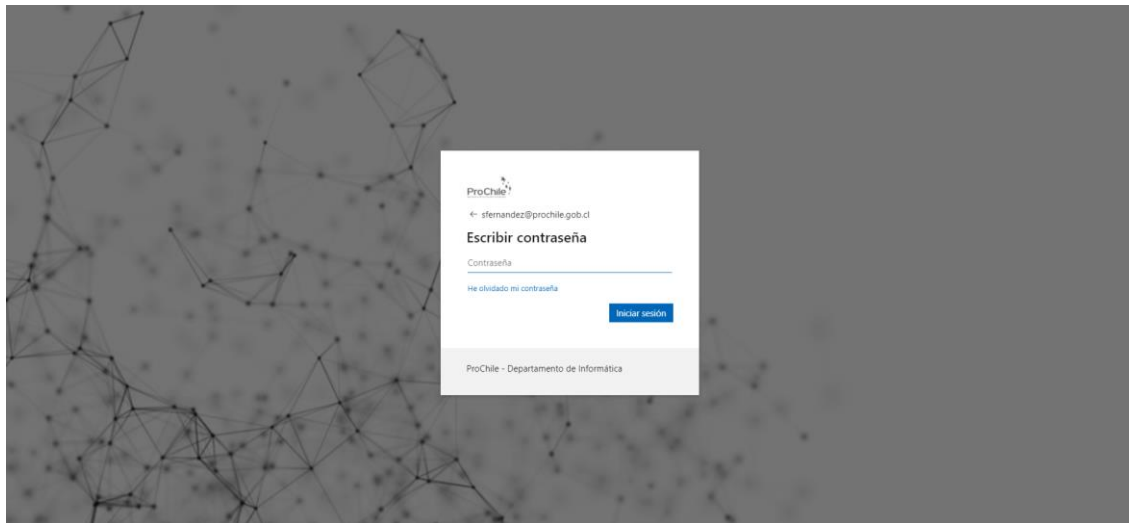 ProChile
← sfernandez@prochile.gob.cl
Escribir contraseña
Contraseña
He olvidado mi contraseña
Iniciar sesión
ProChile - Departamento de Informática